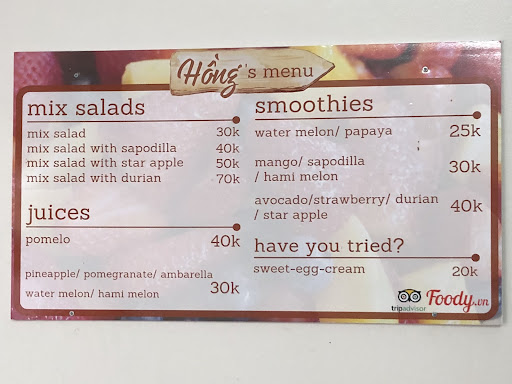 Hồng's menu
mix salads
mix salad 30k
mix salad with sapodilla 40k
mix salad with star apple 50k
mix salad with durian 70k
juices
pomelo 40k
pineapple/ pomegranate/ ambarella
water melon/ hami melon 30k
smoothies
water melon/ papaya 25k
mango/ sapodilla
/ hami melon 30k
avocado/strawberry/ durian
/ star apple 40k
have you tried?
sweet-egg-cream 20k
tripadvisor Foody.vn